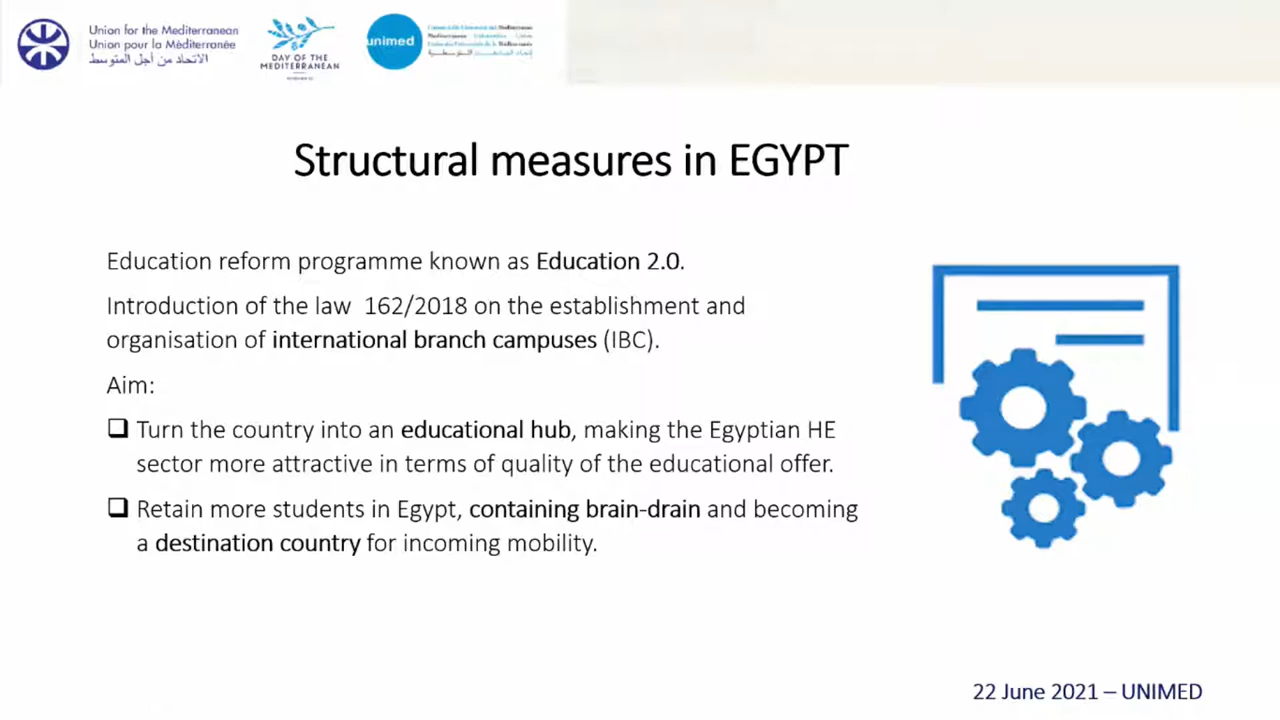 Union for the Mediterranean
Union pour la Méditerranée
الاتحاد من أجل المتوسط
DAY OF THE
MEDITERRANEAN
unimed
Structural measures in EGYPT
Education reform programme known as Education 2.0.
Introduction of the law 162/2018 on the establishment and
organisation of international branch campuses (IBC).
Aim:
❑ Turn the country into an educational hub, making the Egyptian HE
sector more attractive in terms of quality of the educational offer.
❑ Retain more students in Egypt, containing brain-drain and becoming
a destination country for incoming mobility.
22 June 2021 – UNIMED